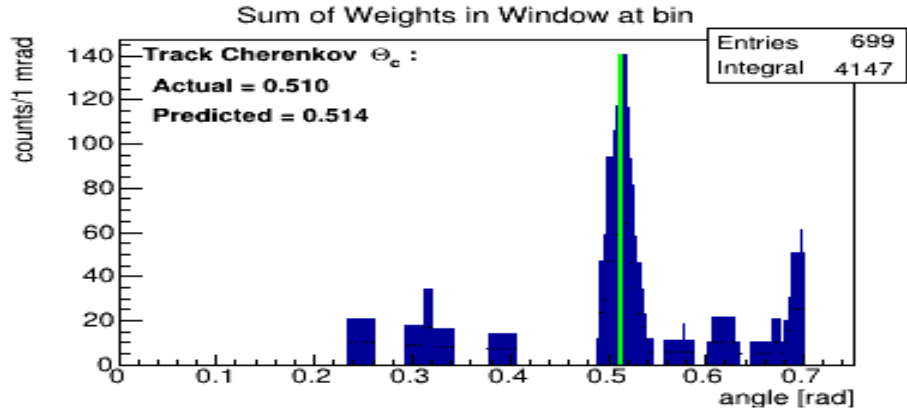 Sum of Weights in Window at bin
Entries 699
Integral 4147
Track Cherenkov Θc :
Actual = 0.510
Predicted = 0.514
counts/1 mrad
140
120
100
80
60
40
20
0
0 0.1 0.2 0.3 0.4 0.5 0.6 0.7
angle [rad]